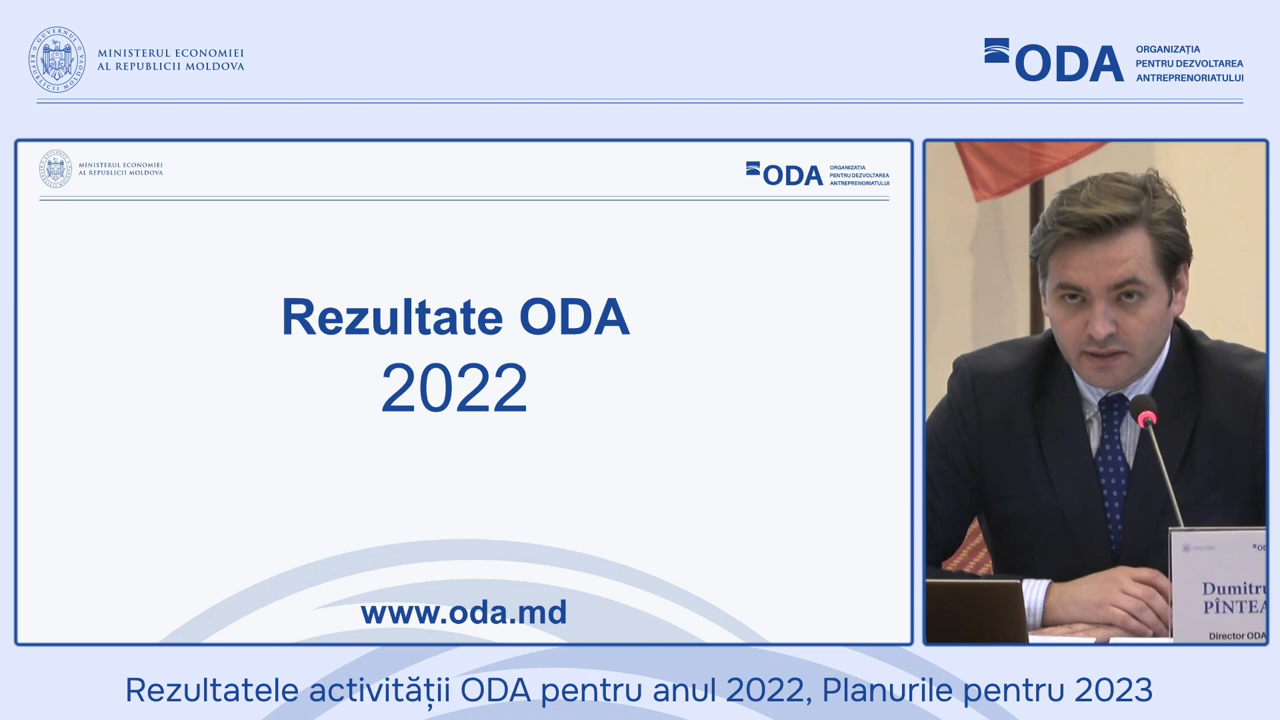 MINISTERUL ECONOMIEI
AL REPUBLICII MOLDOVA
ODA
ORGANIZAȚIA
PENTRU DEZVOLTAREA
ANTREPRENORIATULUI
MINISTERUL ECONOMIEI
AL REPUBLICII MOLDOVA
ODA
ORGANIZAȚIA
PENTRU DEZVOLTAREA
ANTREPRENORIATULUI
Rezultate ODA
2022
www.oda.md
Dumitru
PÎNTEA
Director ODA
Rezultatele activității ODA pentru anul 2022, Planurile pentru 2023